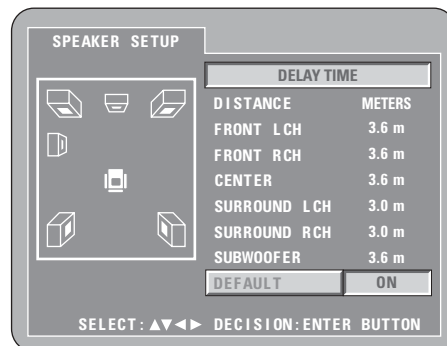 SPEAKER SETUP
DELAY TIME
DISTANCE METERS
FRONT LCH 3.6 m
FRONT RCH 3.6 m
CENTER 3.6 m
SURROUND LCH 3.0 m
SURROUND RCH 3.0 m
SUBWOOFER 3.6 m
DEFAULT ON
SELECT:▲▼◀▶ DECISION:ENTER BUTTON